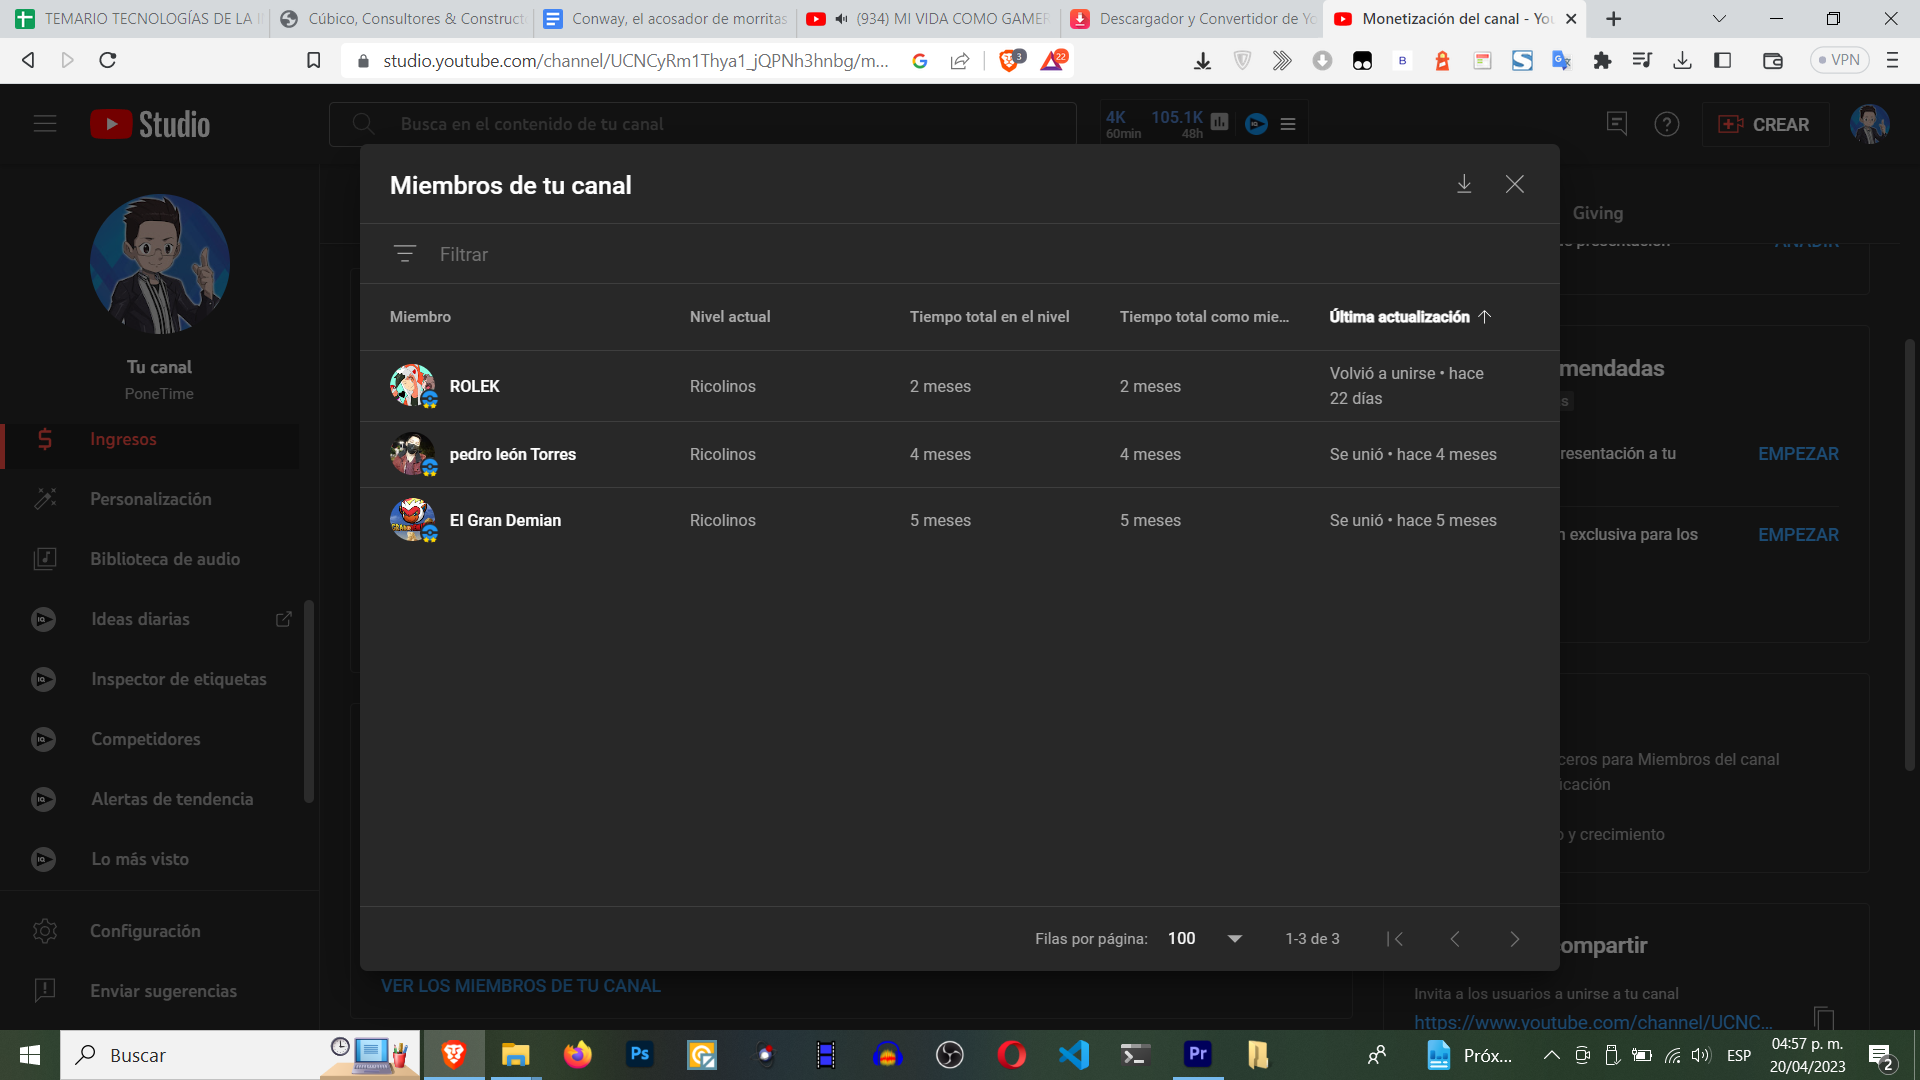 TEMARIO TECNOLOGÍAS DE LA I
Cúbico, Consultores & Construct
Conway, el acosador de morritas
(934) MI VIDA COMO GAMER
Descargador y Convertidor de Yo
Monetización del canal - You
studio.youtube.com/channel/UCNCyRm1Thya1_jQPNh3hnbg/m...
3
22
B
VPN
Studio
Busca en el contenido de tu canal
4K
60min
105.1K
48h
CREAR
Miembros de tu canal
Giving
Filtrar
AÑADIR
Miembro
Nivel actual
Tiempo total en el nivel
Tiempo total como mie...
Última actualización
ROLEK
Ricolinos
2 meses
2 meses
Volvió a unirse • hace
22 días
pedro león Torres
Ricolinos
4 meses
4 meses
Se unió • hace 4 meses
El Gran Demian
Ricolinos
5 meses
5 meses
Se unió • hace 5 meses
Tu canal
PoneTime
Ingresos
Personalización
Biblioteca de audio
Ideas diarias
Inspector de etiquetas
Competidores
Alertas de tendencia
Lo más visto
Configuración
Enviar sugerencias
mendadas
s
resentación a tu
EMPEZAR
n exclusiva para los
EMPEZAR
ceros para Miembros del canal
icación
o y crecimiento
ompartir
Invita a los usuarios a unirse a tu canal
https://www.youtube.com/channel/UCNC...
Filas por página:
100
1-3 de 3
VER LOS MIEMBROS DE TU CANAL
Buscar
Ps
Pr
Próx...
ESP
04:57 p. m.
20/04/2023
2